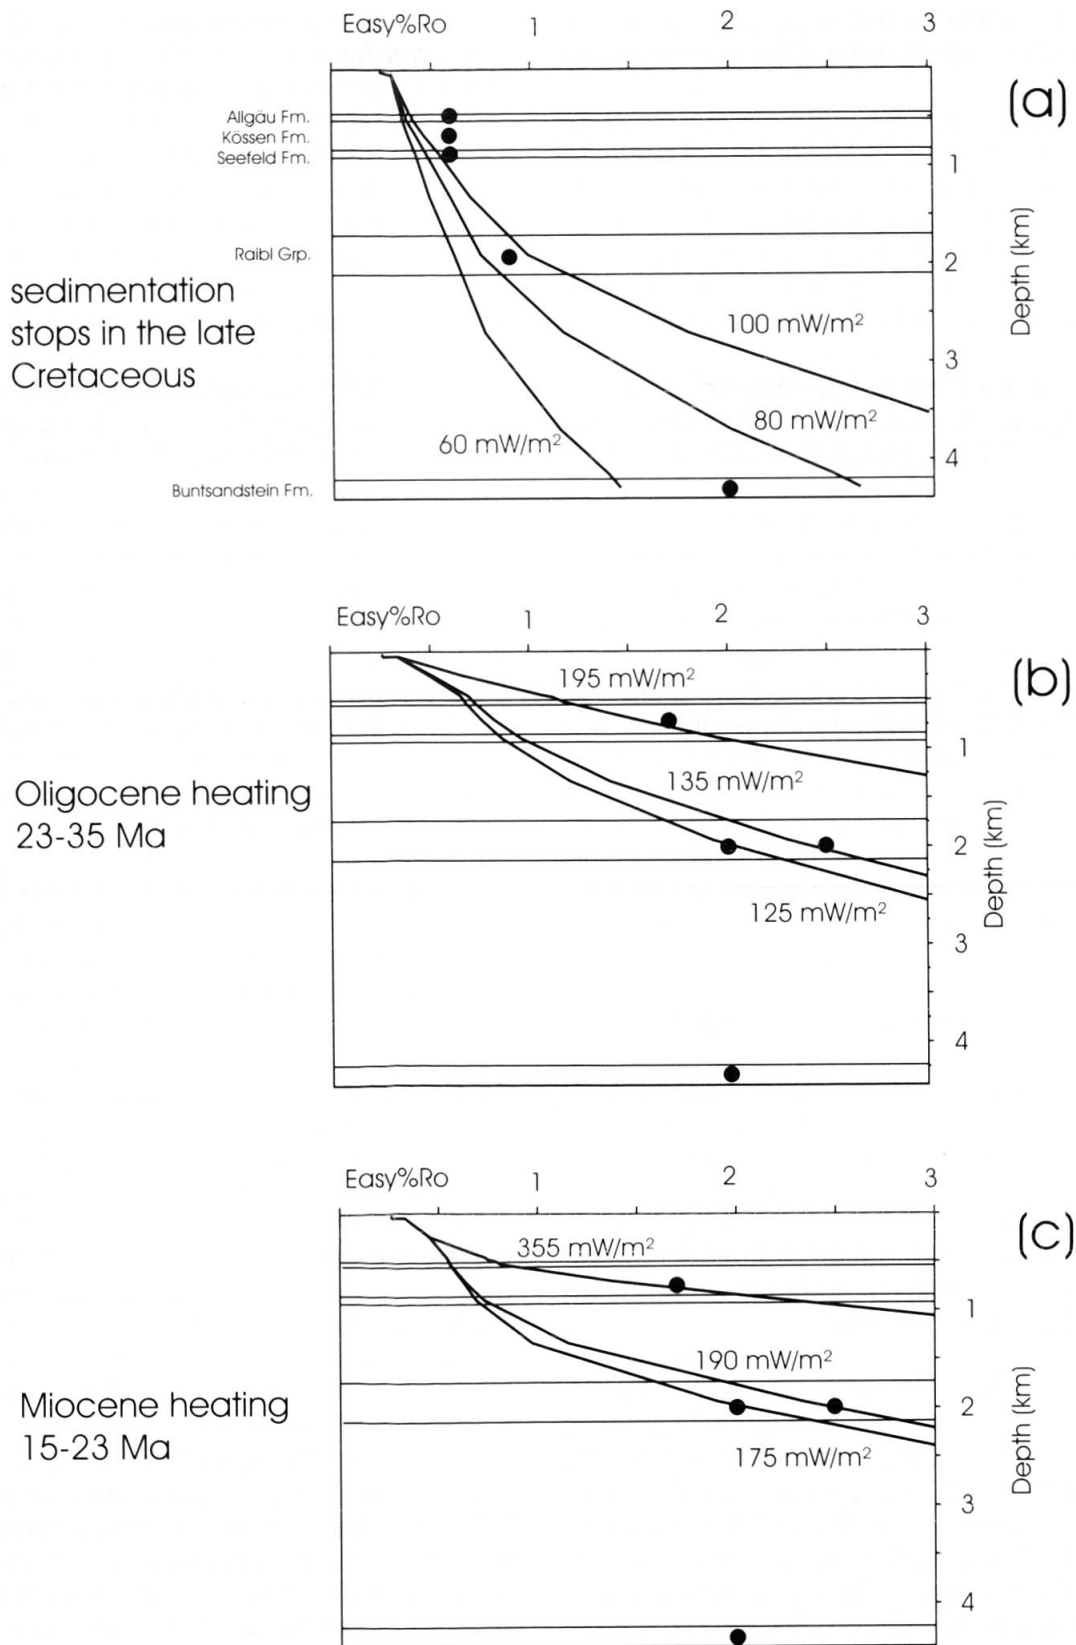 Easy%Ro 1 2 3
(a)
Allgäu Fm.
Kössen Fm.
Seefeld Fm.
1
Raibl Grp.
2
sedimentation
stops in the late
Cretaceous
Depth (km)
100 mW/m²
3
80 mW/m²
60 mW/m²
4
Buntsandstein Fm.
Easy%Ro 1 2 3
(b)
195 mW/m²
1
135 mW/m²
Oligocene heating
23-35 Ma
2
Depth (km)
125 mW/m²
3
4
Easy%Ro 1 2 3
(c)
355 mW/m²
1
190 mW/m²
Miocene heating
15-23 Ma
2
Depth (km)
175 mW/m²
3
4